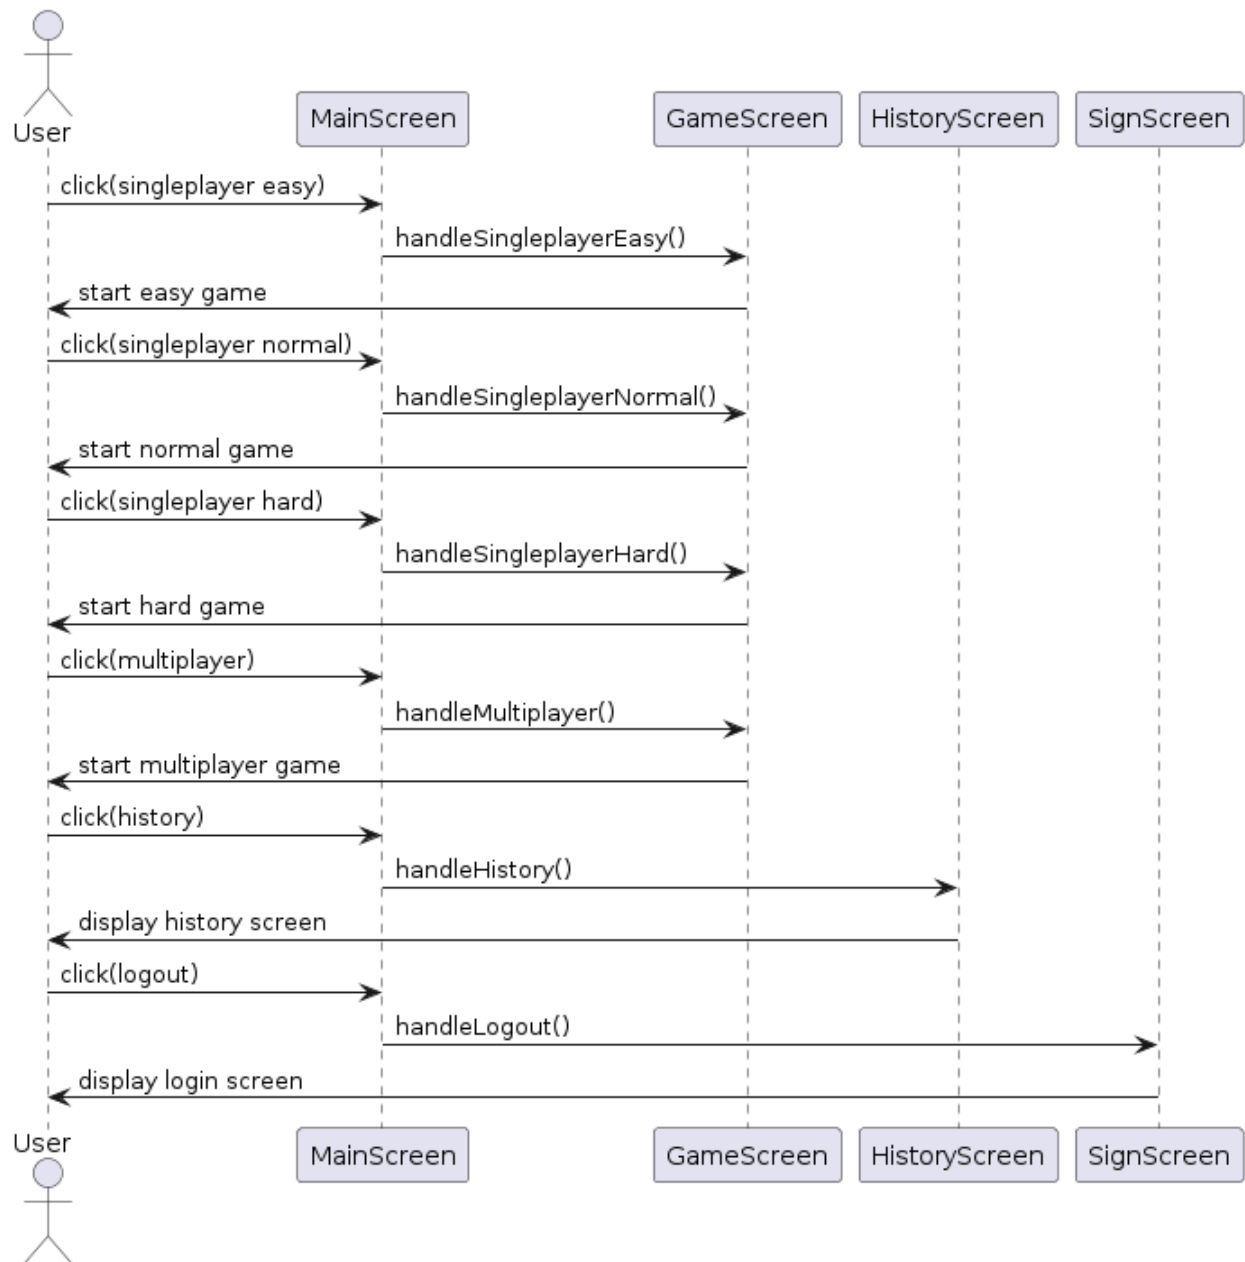 User
MainScreen
GameScreen
HistoryScreen
SignScreen
click(singleplayer easy)
handleSingleplayerEasy()
start easy game
click(singleplayer normal)
handleSingleplayerNormal()
start normal game
click(singleplayer hard)
handleSingleplayerHard()
start hard game
click(multiplayer)
handleMultiplayer()
start multiplayer game
click(history)
handleHistory()
display history screen
click(logout)
handleLogout()
display login screen
User
MainScreen
GameScreen
HistoryScreen
SignScreen